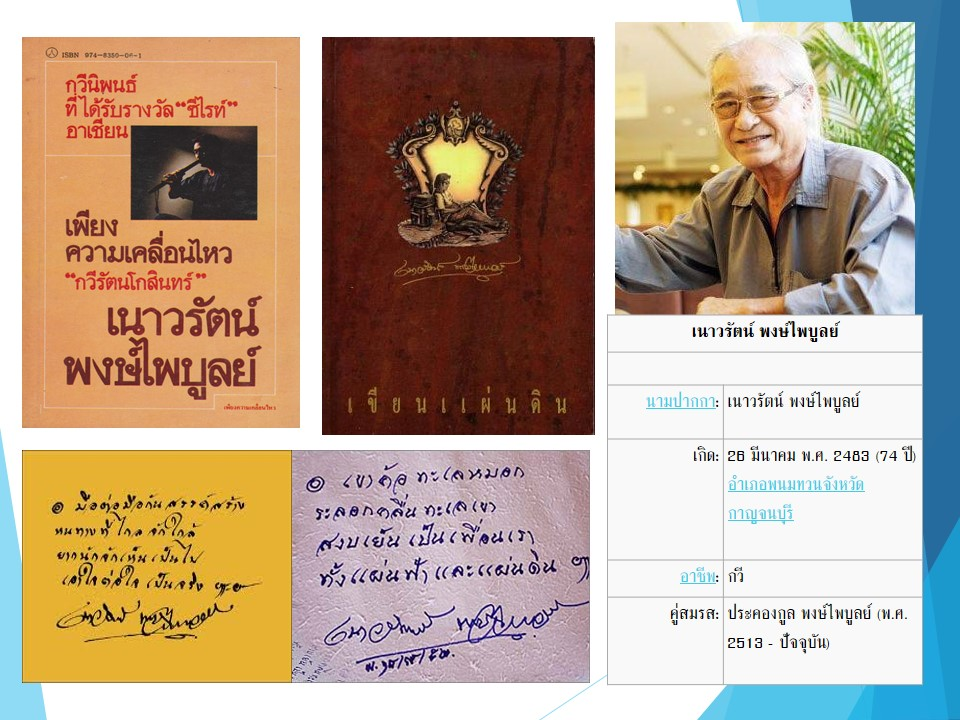 ISBN 974-8350-08-1
กวีนิพนธ์
ที่ได้รับรางวัล“ซีไรท์”
อาเซียน
เพียง
ความเคลื่อนไหว
“กวีรัตนโกสินทร์”
เนาวรัตน์
พงษ์ไพบูลย์
เพียงความเคลื่อนไหว
เขียนแผ่นดิน
๏ มือต่อมือกันสรรค์สร้าง
หนทางที่ไกลจักใกล้
ยากนักจักเห็นเป็นไป
เอาใจต่อใจ เป็นจริง ๚ะ๛
๏ เขาค้อ ทะเลหมอก
ระลอกคลื่นทะเลเขา
สงบเย็น เป็นเพื่อนเรา
ทั้งแผ่นฟ้า และแผ่นดิน ๚
เนาวรัตน์ พงษ์ไพบูลย์
นามปากกา: เนาวรัตน์ พงษ์ไพบูลย์
เกิด: 26 มีนาคม พ.ศ. 2483 (74 ปี)
อำเภอพนมทวนจังหวัด
กาญจนบุรี
อาชีพ: กวี
คู่สมรส: ประคองกูล พงษ์ไพบูลย์ (พ.ศ.
2513 - ปัจจุบัน)